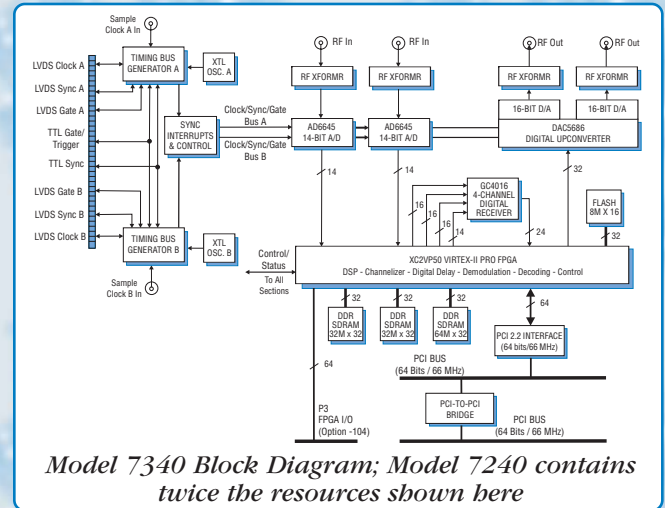 Sample
Clock A In
RF In
RF In
RF Out
RF Out
LVDS Clock A
LVDS Sync A
LVDS Gate A
TTL Gate/
Trigger
TTL Sync
LVDS Gate B
LVDS Sync B
LVDS Clock B
TIMING BUS
GENERATOR A
XTL
OSC. A
RF XFORMR
RF XFORMR
RF XFORMR
RF XFORMR
SYNC
INTERRUPTS
& CONTROL
Clock/Sync/Gate
Bus A
Clock/Sync/Gate
Bus B
AD6645
14-BIT A/D
AD6645
14-BIT A/D
16-BIT D/A
16-BIT D/A
DAC5686
DIGITAL UPCONVERTER
14
14
32
GC4016
4-CHANNEL
DIGITAL
RECEIVER
16
16
14
14
24
FLASH
8M X 16
32
TIMING BUS
GENERATOR B
XTL
OSC. B
Sample
Clock B In
Control/
Status
To All
Sections
XC2VP50 VIRTEX-II PRO FPGA
DSP - Channelizer - Digital Delay - Demodulation - Decoding - Control
32
32
32
64
DDR
SDRAM
32M x 32
DDR
SDRAM
32M x 32
DDR
SDRAM
64M x 32
PCI 2.2 INTERFACE
(64 bits/66 MHz)
64
PCI BUS
(64 Bits / 66 MHz)
P3
FPGA I/O
(Option -104)
PCI-TO-PCI
BRIDGE
PCI BUS
(64 Bits / 66 MHz)
Model 7340 Block Diagram; Model 7240 contains
twice the resources shown here